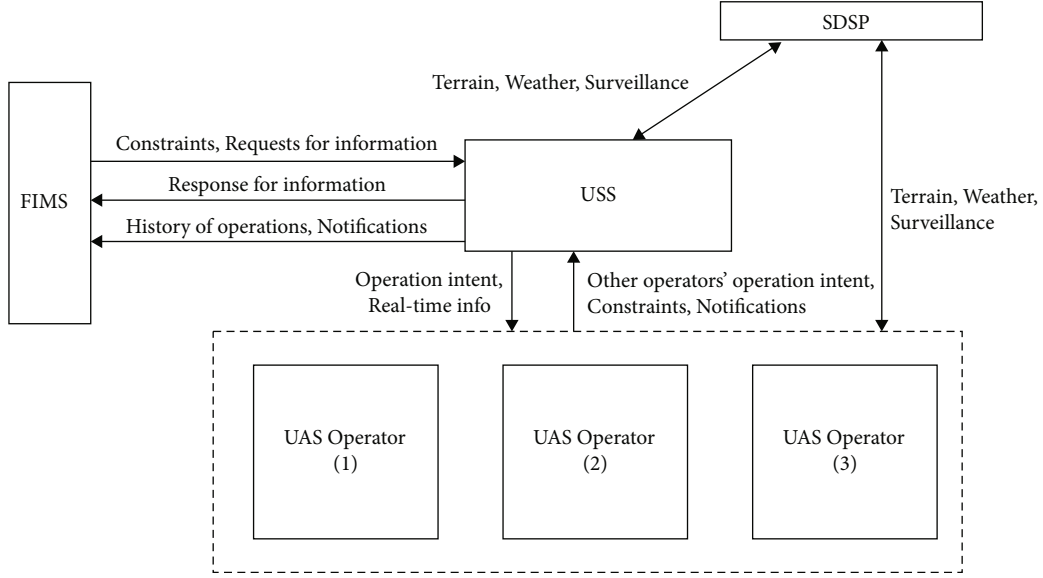 SDSP
Terrain, Weather, Surveillance
Constraints, Requests for information
FIMS
Response for information
USS
History of operations, Notifications
Terrain, Weather,
Surveillance
Operation intent,
Real-time info
Other operators’ operation intent,
Constraints, Notifications
UAS Operator
(1)
UAS Operator
(2)
UAS Operator
(3)